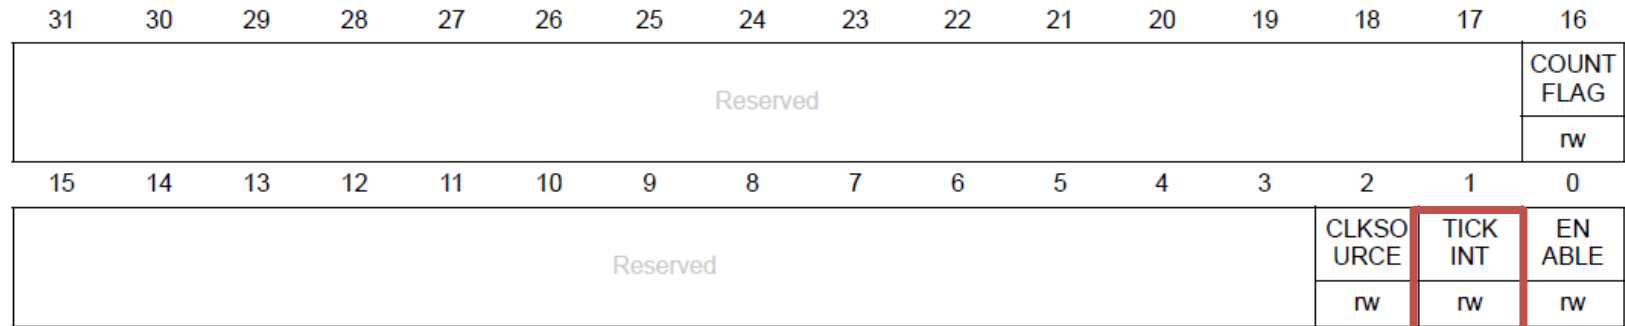 31 30 29 28 27 26 25 24 23 22 21 20 19 18 17 16
Reserved
COUNT
FLAG
rw
15 14 13 12 11 10 9 8 7 6 5 4 3 2 1 0
Reserved
CLKSO
URCE
rw
TICK
INT
rw
EN
ABLE
rw